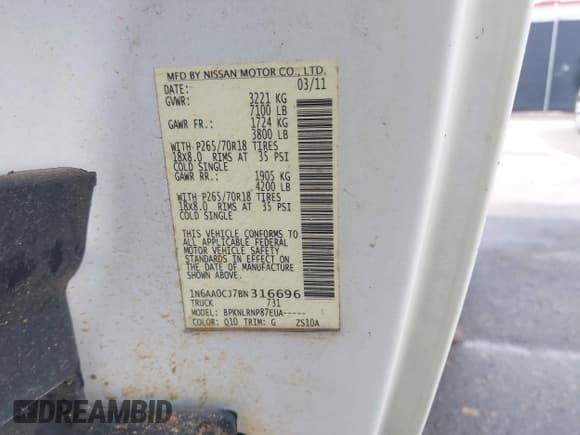 MFD BY NISSAN MOTOR CO., LTD.
DATE: 03/11
GVWR: 3221 KG
7100 LB
GAWR FR.: 1724 KG
3800 LB
WITH P265/70R18 TIRES
18X8.0 RIMS AT 35 PSI
COLD SINGLE
GAWR RR.: 1905 KG
4200 LB
WITH P265/70R18 TIRES
18X8.0 RIMS AT 35 PSI
COLD SINGLE
THIS VEHICLE CONFORMS TO
ALL APPLICABLE FEDERAL
MOTOR VEHICLE SAFETY
STANDARDS IN EFFECT ON
THE DATE OF MANUFACTURE
SHOWN ABOVE.
1N6AA0CJ7BN316696
TRUCK 731
MODEL: BPKNLRNP87EUA-----
COLOR: Q10 TRIM: G ZS10A
DREAMBID